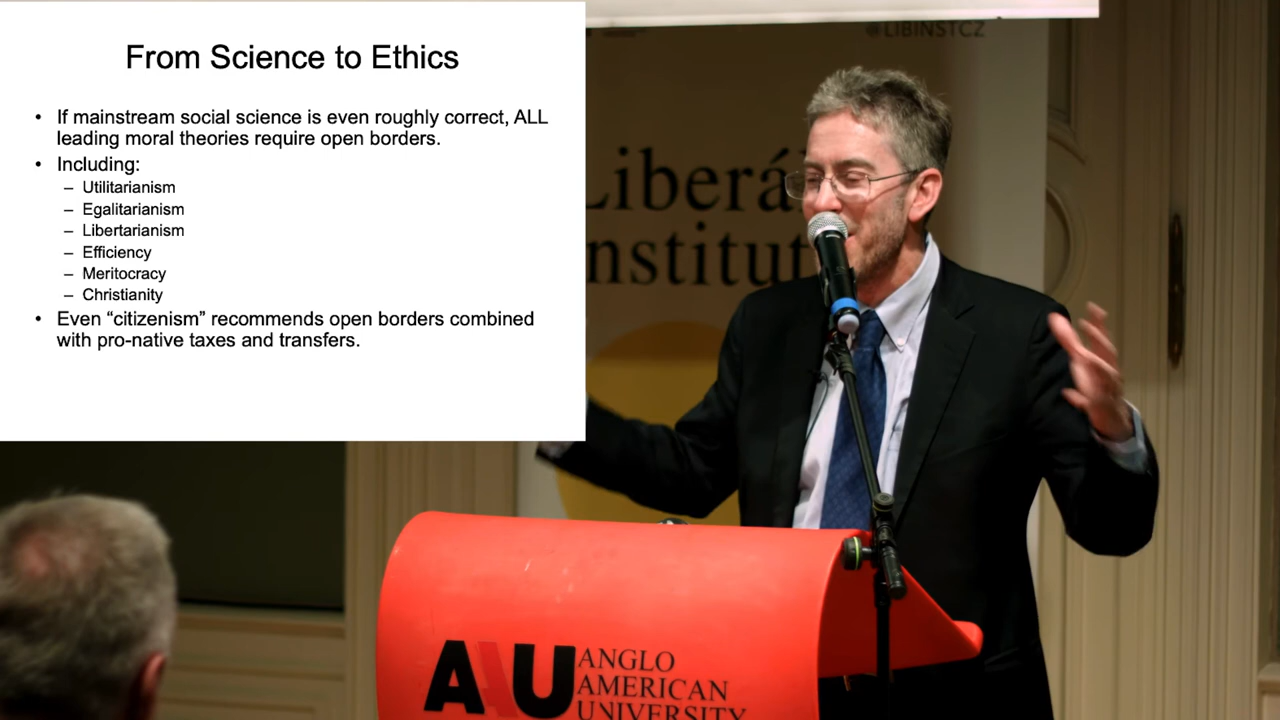 From Science to Ethics
• If mainstream social science is even roughly correct, ALL
leading moral theories require open borders.
• Including:
– Utilitarianism
– Egalitarianism
– Libertarianism
– Efficiency
– Meritocracy
– Christianity
• Even “citizenism” recommends open borders combined
with pro-native taxes and transfers.
@LIBINSTCZ
Liberá
nstitut
AAU
ANGLO
AMERICAN
UNIVERSITY